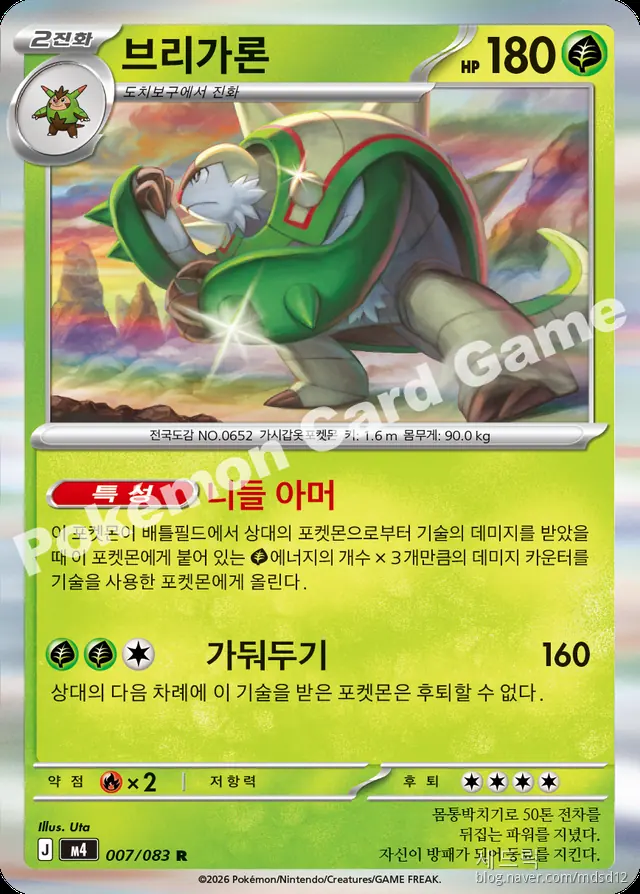 2진화
브리가론
HP 180
도치보구에서 진화
전국도감 NO.0652 가시갑옷포켓몬 키: 1.6 m 몸무게: 90.0 kg
특성 니들 아머
이 포켓몬이 배틀필드에서 상대의 포켓몬으로부터 기술의 데미지를 받았을
때 이 포켓몬에게 붙어 있는 에너지의 개수 × 3개만큼의 데미지 카운터를
기술을 사용한 포켓몬에게 올린다.
가둬두기 160
상대의 다음 차례에 이 기술을 받은 포켓몬은 후퇴할 수 없다.
약점 ×2 저항력 후퇴
Illus. Uta
J M4 007/083 R
몸통박치기로 50톤 전차를
뒤집는 파워를 지녔다.
자신이 방패가 되어 동료를 지킨다.
©2026 Pokémon/Nintendo/Creatures/GAME FREAK.
Pokémon Card Game
blog.naver.com/mdsd12